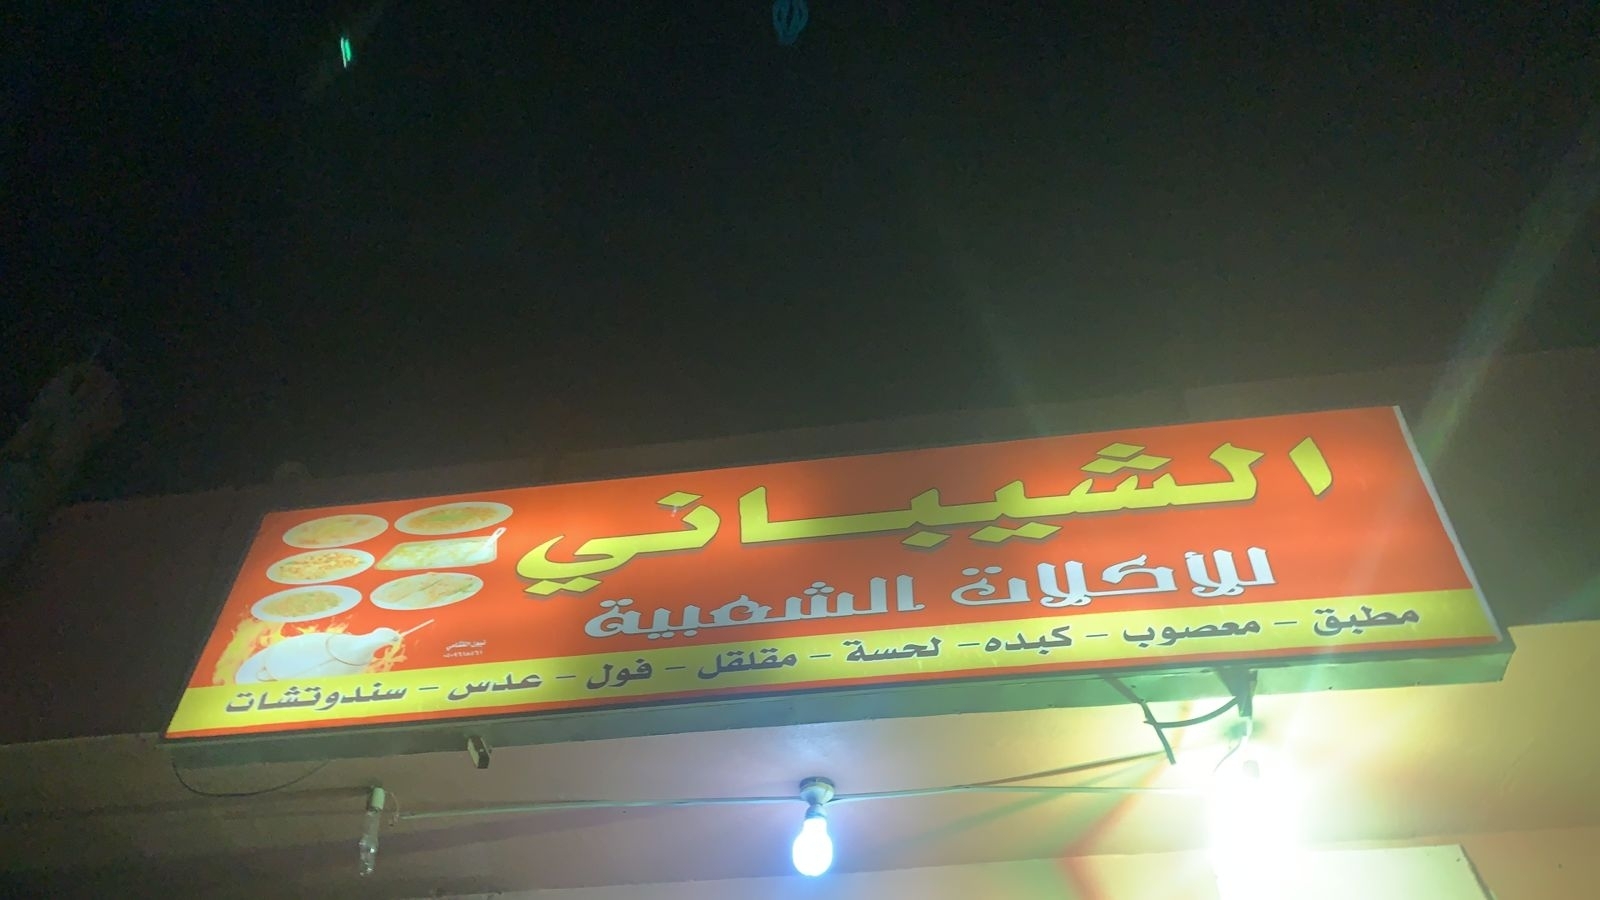 الشيباني
للأكلات الشعبية
مطبق - معصوب - كبده - لحسة - مقلقل - فول - عدس - سندوتشات